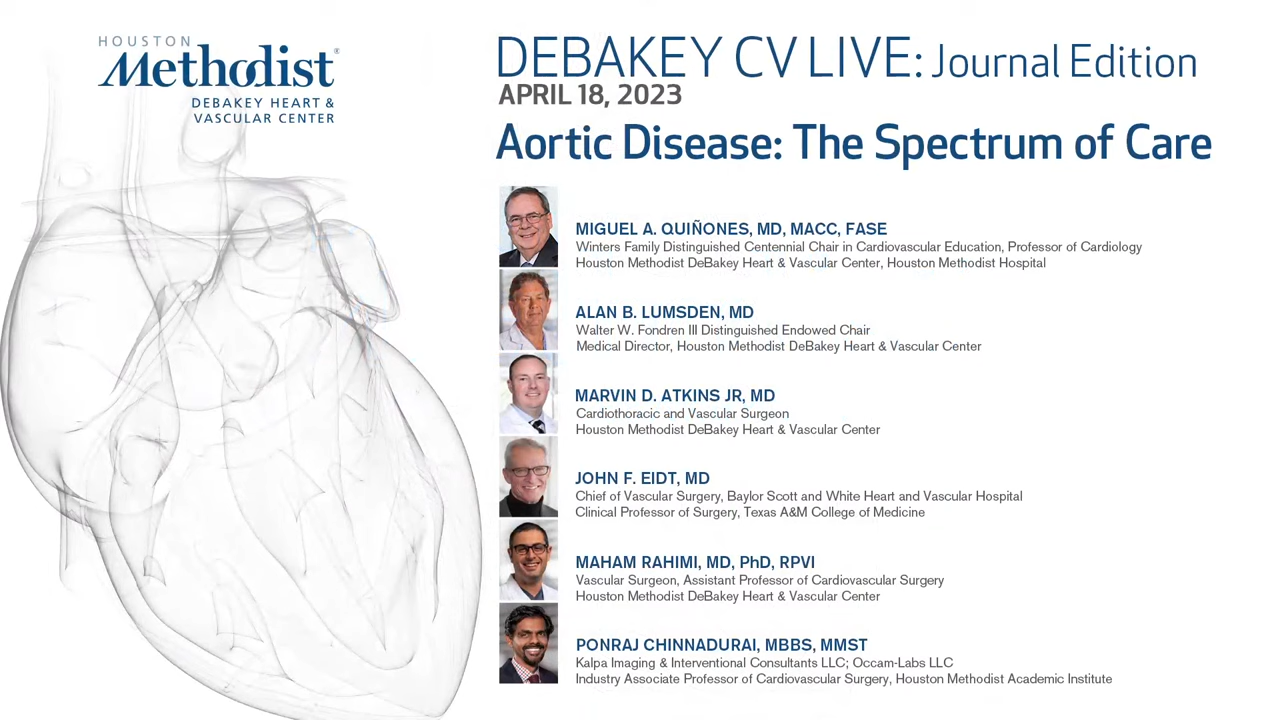 HOUSTON
Methodist®
DEBAKEY HEART &
VASCULAR CENTER
DEBAKEY CV LIVE: Journal Edition
APRIL 18, 2023
Aortic Disease: The Spectrum of Care
MIGUEL A. QUIÑONES, MD, MACC, FASE
Winters Family Distinguished Centennial Chair in Cardiovascular Education, Professor of Cardiology
Houston Methodist DeBakey Heart & Vascular Center, Houston Methodist Hospital
ALAN B. LUMSDEN, MD
Walter W. Fondren III Distinguished Endowed Chair
Medical Director, Houston Methodist DeBakey Heart & Vascular Center
MARVIN D. ATKINS JR, MD
Cardiothoracic and Vascular Surgeon
Houston Methodist DeBakey Heart & Vascular Center
JOHN F. EIDT, MD
Chief of Vascular Surgery, Baylor Scott and White Heart and Vascular Hospital
Clinical Professor of Surgery, Texas A&M College of Medicine
MAHAM RAHIMI, MD, PhD, RPVI
Vascular Surgeon, Assistant Professor of Cardiovascular Surgery
Houston Methodist DeBakey Heart & Vascular Center
PONRAJ CHINNADURAI, MBBS, MMST
Kalpa Imaging & Interventional Consultants LLC; Occam-Labs LLC
Industry Associate Professor of Cardiovascular Surgery, Houston Methodist Academic Institute